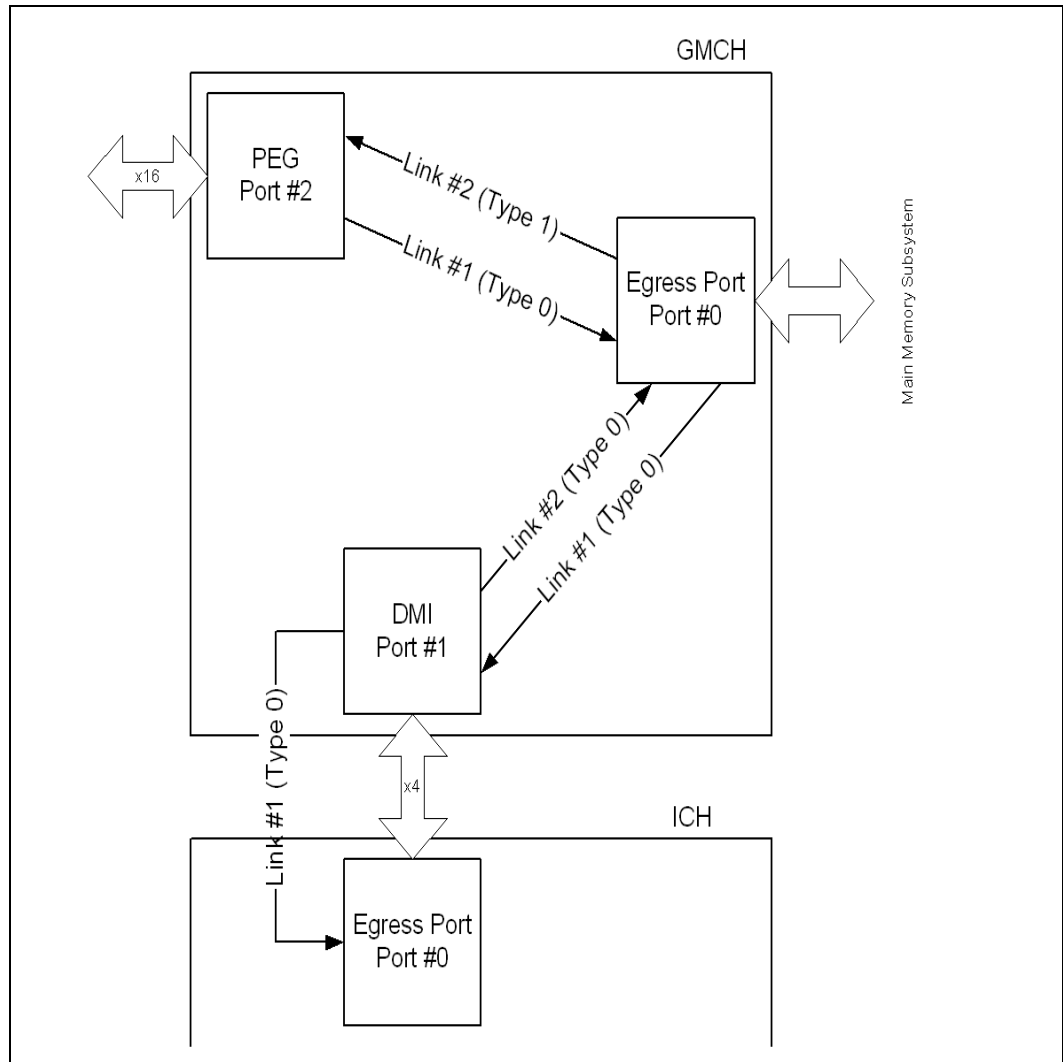 GMCH
PEG
Port #2
x16
Link #2 (Type 1)
Link #1 (Type 0)
Egress Port
Port #0
Main Memory Subsystem
Link #2 (Type 0)
Link #1 (Type 0)
DMI
Port #1
Link #1 (Type 0)
x4
ICH
Egress Port
Port #0